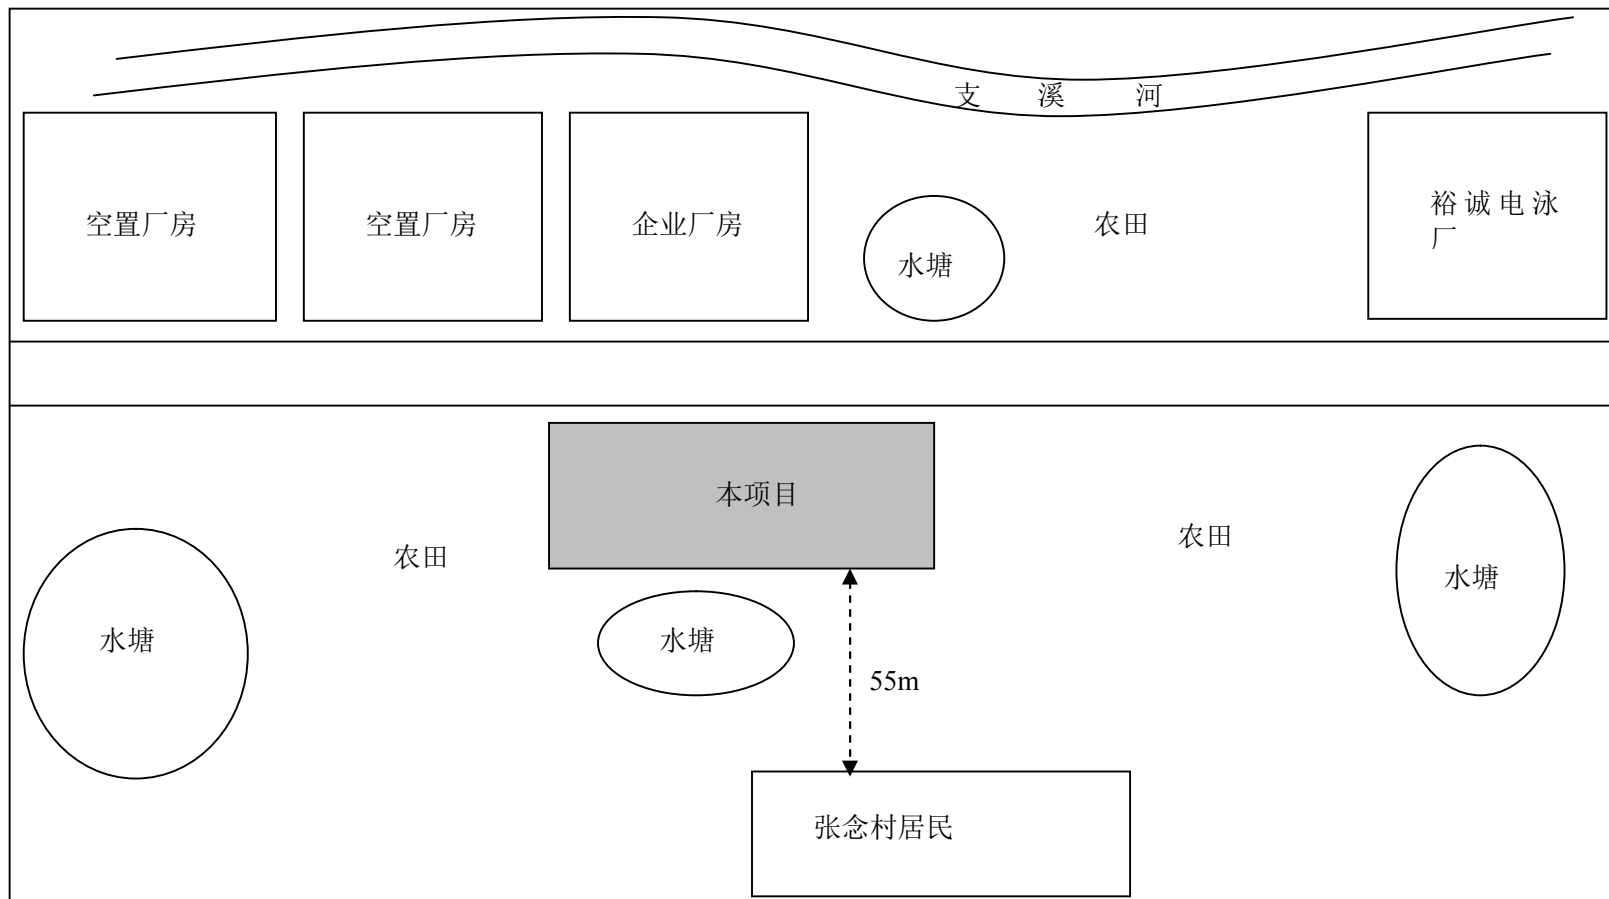 支 溪 河
空置厂房
空置厂房
企业厂房
水塘
农田
裕诚电泳
厂
本项目
农田
水塘
农田
水塘
水塘
55m
张念村居民